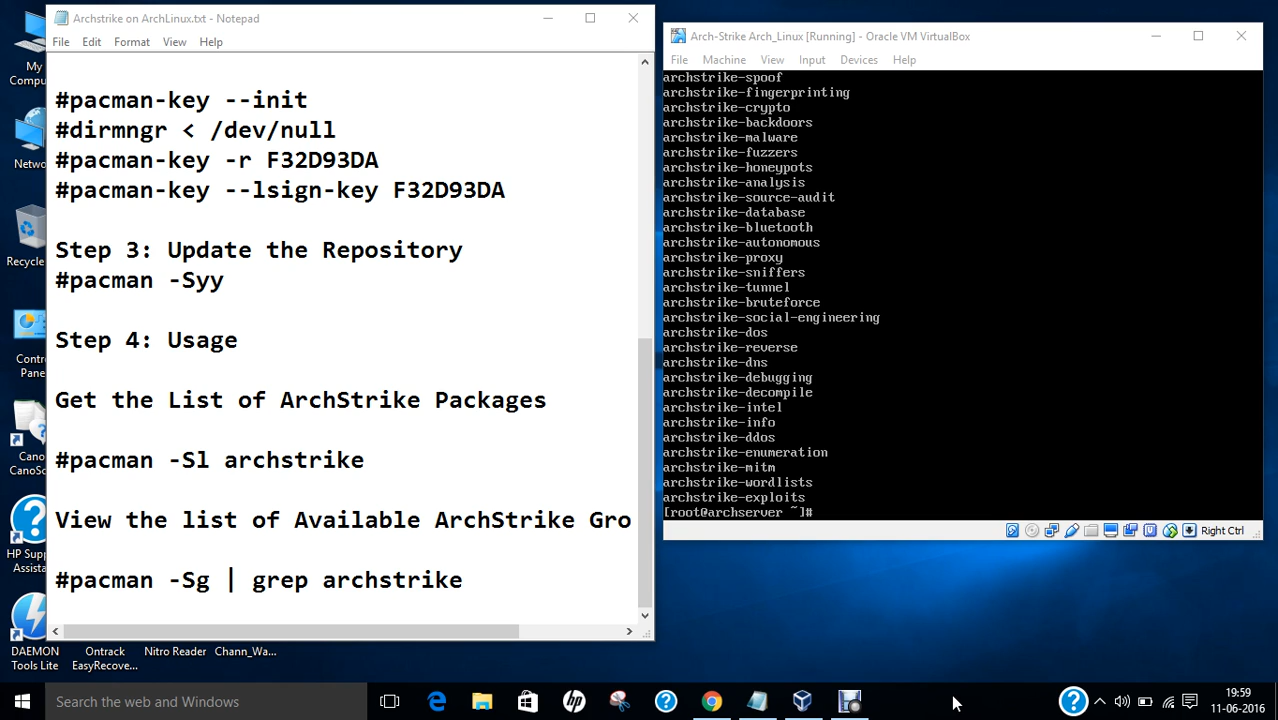 Archstrike on ArchLinux.txt - Notepad
File Edit Format View Help
#pacman-key --init
#dirmngr < /dev/null
#pacman-key -r F32D93DA
#pacman-key --lsign-key F32D93DA
Step 3: Update the Repository
#pacman -Syy
Step 4: Usage
Get the List of ArchStrike Packages
#pacman -Sl archstrike
View the list of Available ArchStrike Gro
#pacman -Sg | grep archstrike
Arch-Strike Arch_Linux [Running] - Oracle VM VirtualBox
File Machine View Input Devices Help
archstrike-spoof
archstrike-fingerprinting
archstrike-crypto
archstrike-backdoors
archstrike-malware
archstrike-fuzzers
archstrike-honeypots
archstrike-analysis
archstrike-source-audit
archstrike-database
archstrike-bluetooth
archstrike-autonomous
archstrike-proxy
archstrike-sniffers
archstrike-tunnel
archstrike-bruteforce
archstrike-social-engineering
archstrike-dos
archstrike-reverse
archstrike-dns
archstrike-debugging
archstrike-decompile
archstrike-intel
archstrike-info
archstrike-ddos
archstrike-enumeration
archstrike-mitm
archstrike-wordlists
archstrike-exploits
[root@archserver ~]#
Right Ctrl
My
Compu
Netwo
Recycle
Contr
Pane
Cano
CanoSc
HP Supp
Assista
DAEMON
Tools Lite
Ontrack
EasyRecove...
Nitro Reader
Chann_Wa...
Search the web and Windows
19:59
11-06-2016